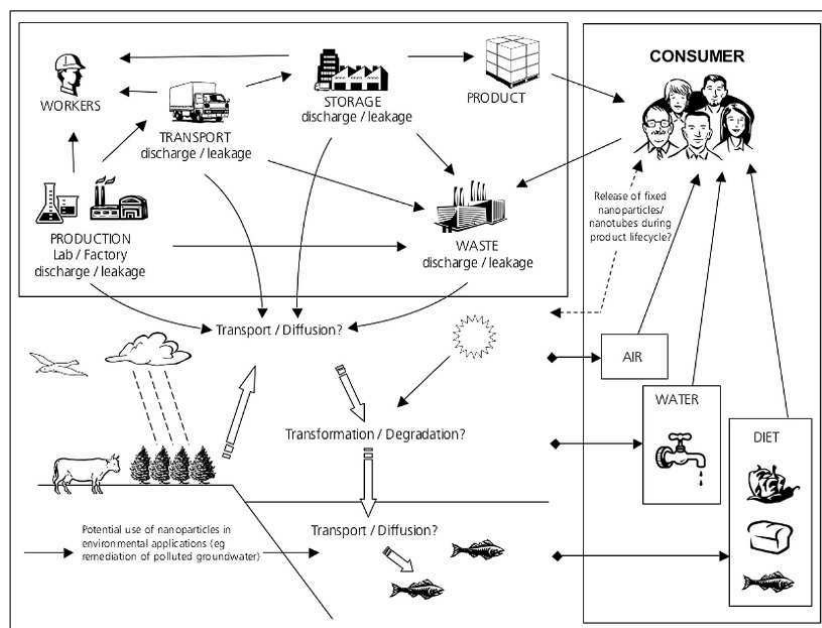 CONSUMER
WORKERS
STORAGE
discharge / leakage
PRODUCT
TRANSPORT
discharge / leakage
Release of fixed
nanoparticles/
nanotubes during
product lifecycle?
PRODUCTION
Lab / Factory
discharge / leakage
WASTE
discharge / leakage
Transport / Diffusion?
AIR
WATER
Transformation / Degradation?
DIET
Potential use of nanoparticles in
environmental applications (eg
remediation of polluted groundwater)
Transport / Diffusion?